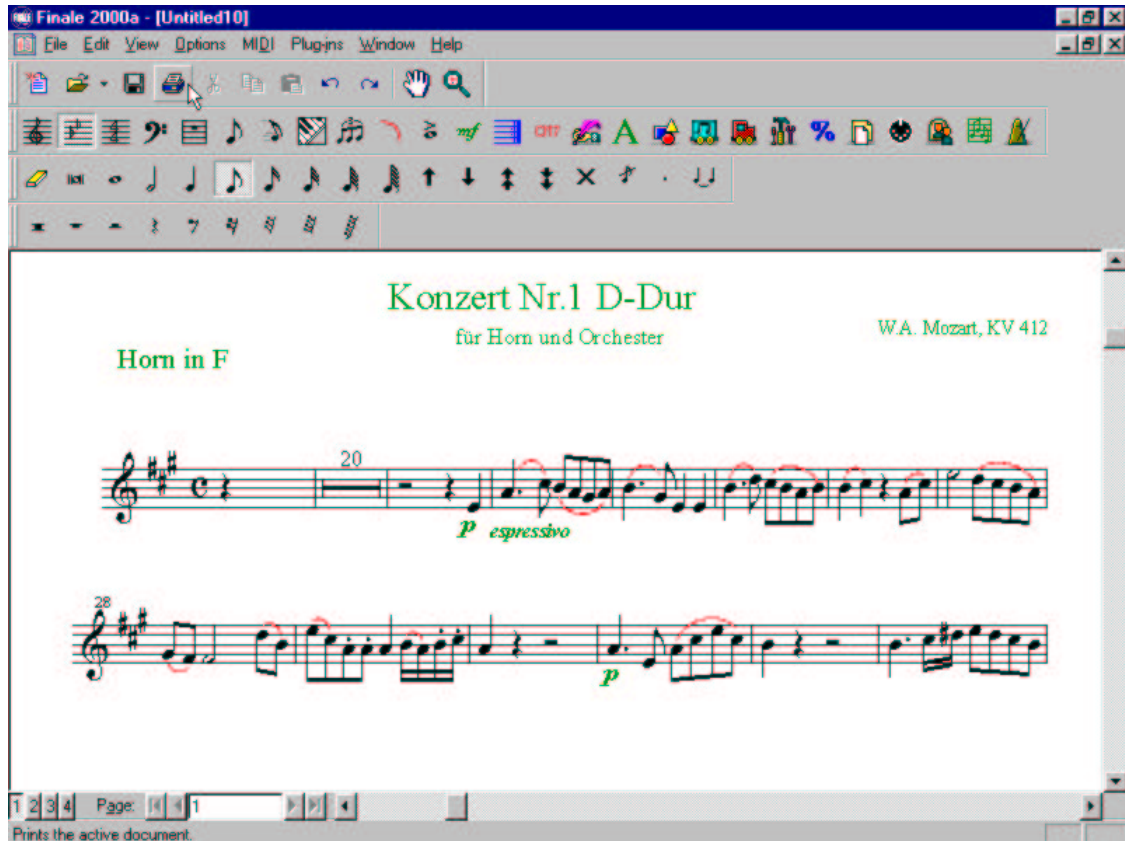 Finale 2000a - [Untitled10]
File Edit View Options MIDI Plug-ins Window Help
mf A %
Konzert Nr.1 D-Dur
für Horn und Orchester
W.A. Mozart, KV 412
Horn in F
20
p espressivo
28
p
1 2 3 4 Page: 1
Prints the active document.